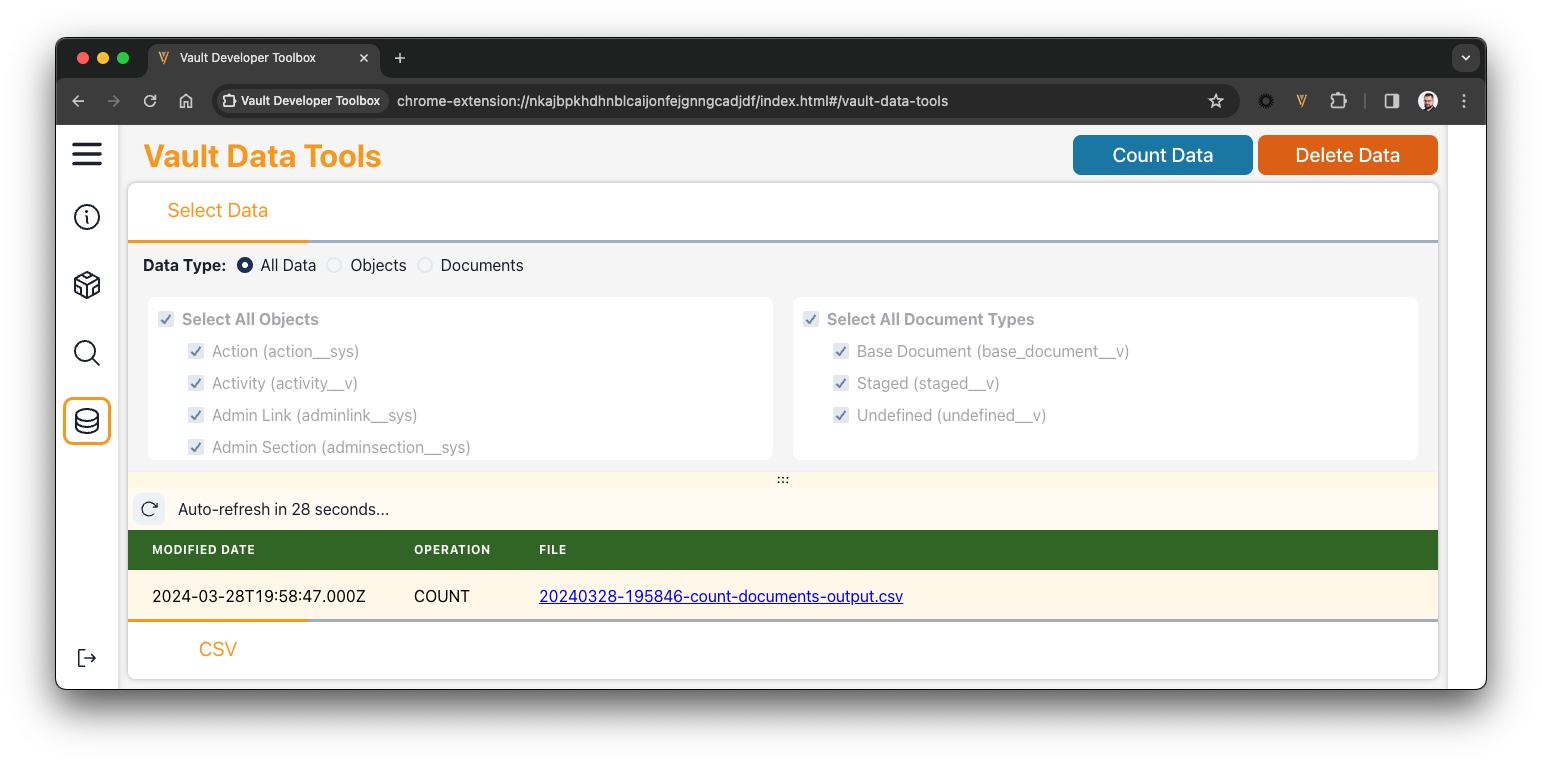 Vault Developer Toolbox
Vault Developer Toolbox chrome-extension://nkajbpkhdhnblcaijonfejgnngcadjdf/index.html#/vault-data-tools
Vault Data Tools Count Data Delete Data
Select Data
Data Type: All Data Objects Documents
Select All Objects
Action (action__sys)
Activity (activity__v)
Admin Link (adminlink__sys)
Admin Section (adminsection__sys)
Select All Document Types
Base Document (base_document__v)
Staged (staged__v)
Undefined (undefined__v)
Auto-refresh in 28 seconds...
MODIFIED DATE OPERATION FILE
2024-03-28T19:58:47.000Z COUNT 20240328-195846-count-documents-output.csv
CSV